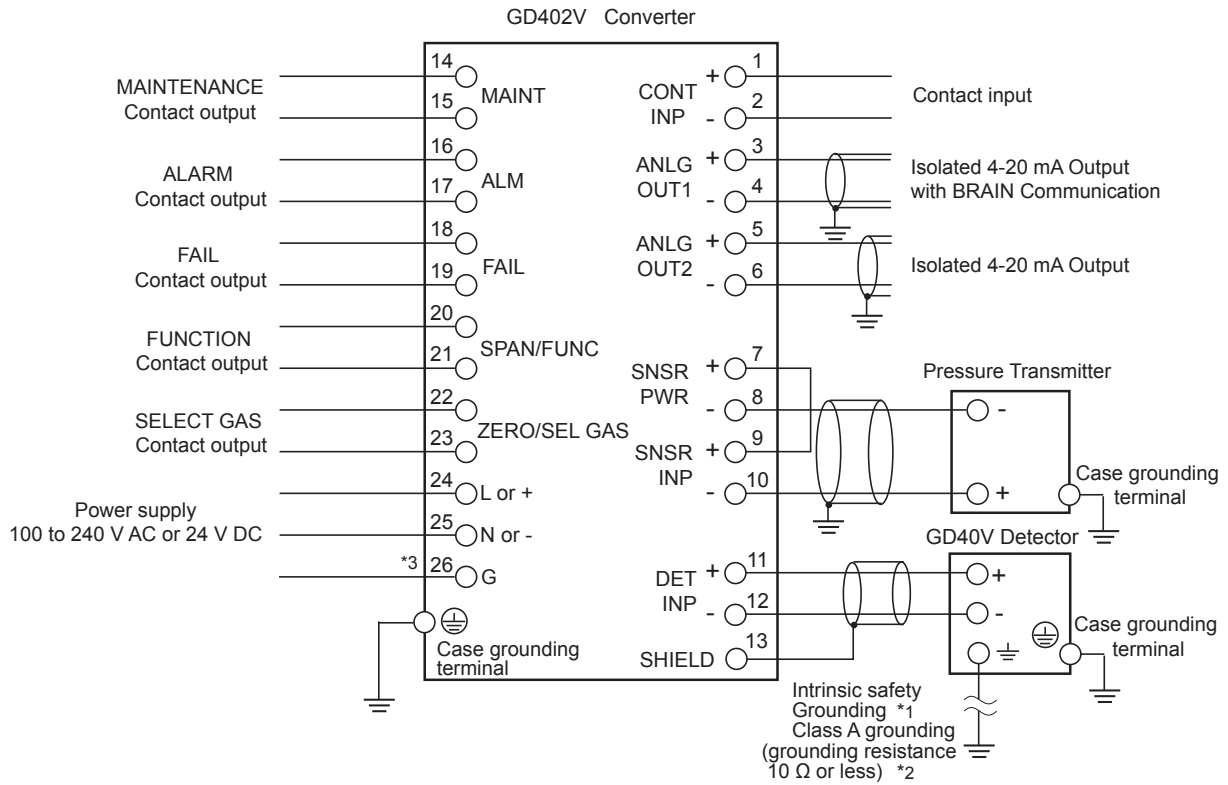 GD402V Converter
MAINTENANCE
Contact output
14
15
MAINT
ALARM
Contact output
16
17
ALM
FAIL
Contact output
18
19
FAIL
FUNCTION
Contact output
20
21
SPAN/FUNC
SELECT GAS
Contact output
22
23
ZERO/SEL GAS
Power supply
100 to 240 V AC or 24 V DC
24
L or +
25
N or -
*3
26
G
Case grounding
terminal
CONT
INP
+
1
-
2
Contact input
ANLG
OUT1
+
3
-
4
Isolated 4-20 mA Output
with BRAIN Communication
ANLG
OUT2
+
5
-
6
Isolated 4-20 mA Output
SNSR
PWR
+
7
-
8
SNSR
INP
+
9
-
10
Pressure Transmitter
-
+
Case grounding
terminal
DET
INP
+
11
-
12
SHIELD
13
GD40V Detector
+
-
Case grounding
terminal
Intrinsic safety
Grounding *1
Class A grounding
(grounding resistance
10 Ω or less) *2